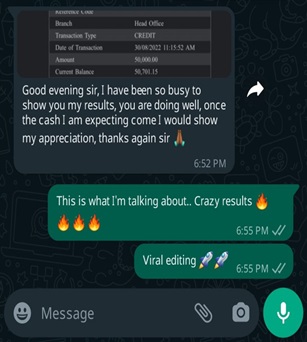 Branch Head Office
Transaction Type CREDIT
Date of Transaction 30/08/2022 11:15:52 AM
Amount 50,000.00
Current Balance 50,701.15
Good evening sir, I have been so busy to
show you my results, you are doing well, once
the cash I am expecting come I would show
my appreciation, thanks again sir 🙏🏾
6:52 PM
This is what I'm talking about.. Crazy results 🔥
🔥🔥🔥
6:55 PM
Viral editing 🚀🚀
6:55 PM
Message